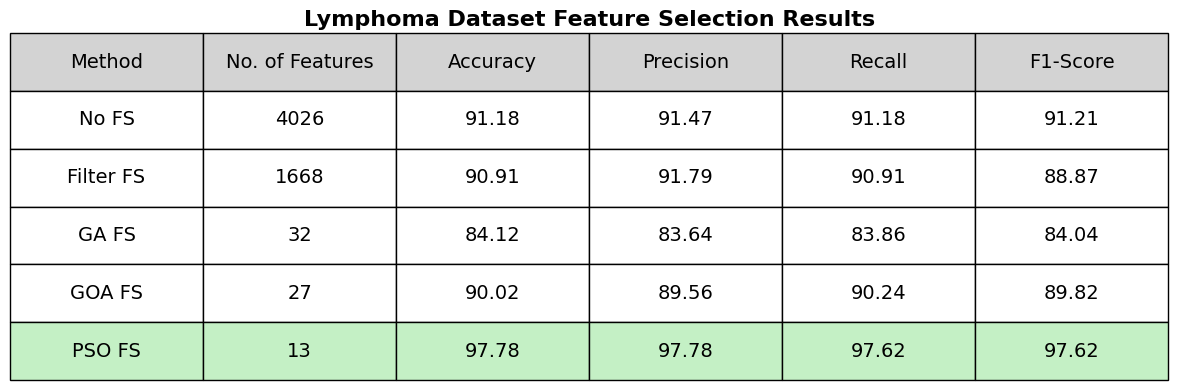 Lymphoma Dataset Feature Selection Results
Method No. of Features Accuracy Precision Recall F1-Score
No FS 4026 91.18 91.47 91.18 91.21
Filter FS 1668 90.91 91.79 90.91 88.87
GA FS 32 84.12 83.64 83.86 84.04
GOA FS 27 90.02 89.56 90.24 89.82
PSO FS 13 97.78 97.78 97.62 97.62